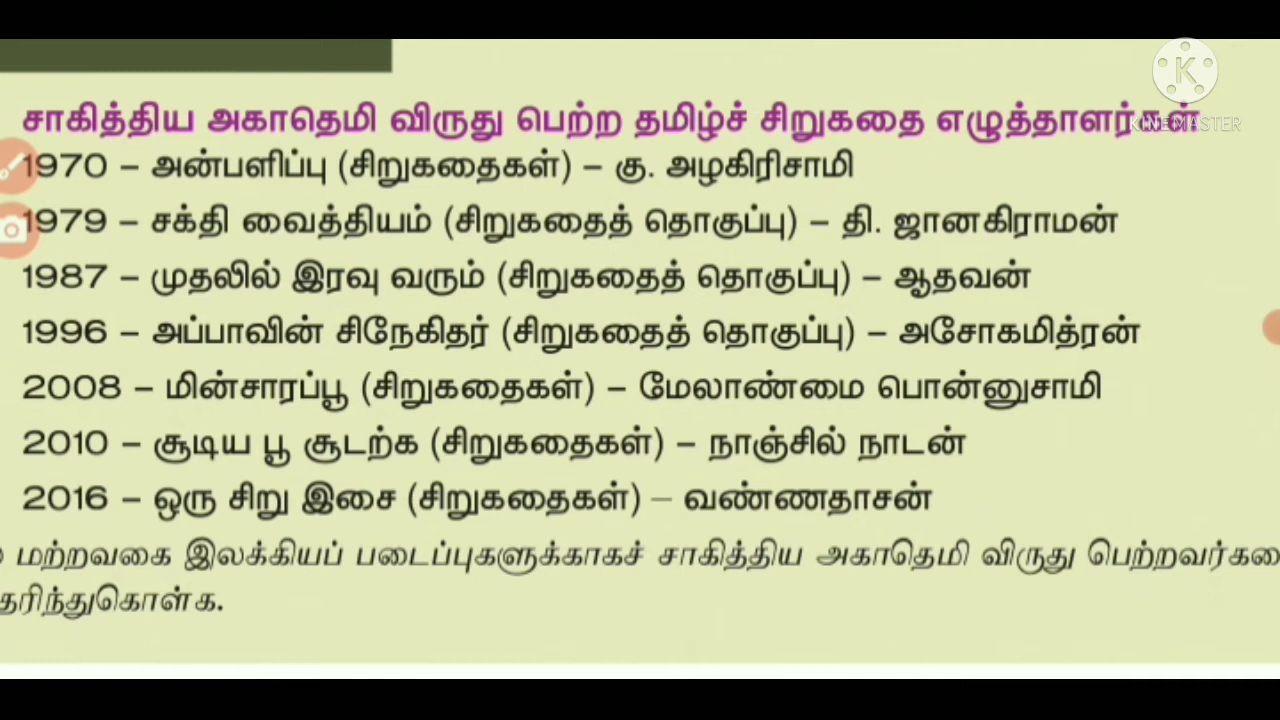 சாகித்திய அகாதெமி விருது பெற்ற தமிழ்ச் சிறுகதை எழுத்தாளர்கள்
KINEMASTER
1970 – அன்பளிப்பு (சிறுகதைகள்) – கு. அழகிரிசாமி
1979 – சக்தி வைத்தியம் (சிறுகதைத் தொகுப்பு) – தி. ஜானகிராமன்
1987 – முதலில் இரவு வரும் (சிறுகதைத் தொகுப்பு) – ஆதவன்
1996 – அப்பாவின் சிநேகிதர் (சிறுகதைத் தொகுப்பு) – அசோகமித்ரன்
2008 – மின்சாரப்பூ (சிறுகதைகள்) – மேலாண்மை பொன்னுசாமி
2010 – சூடிய பூ சூடற்க (சிறுகதைகள்) – நாஞ்சில் நாடன்
2016 – ஒரு சிறு இசை (சிறுகதைகள்) – வண்ணதாசன்
மற்றவகை இலக்கியப் படைப்புகளுக்காகச் சாகித்திய அகாதெமி விருது